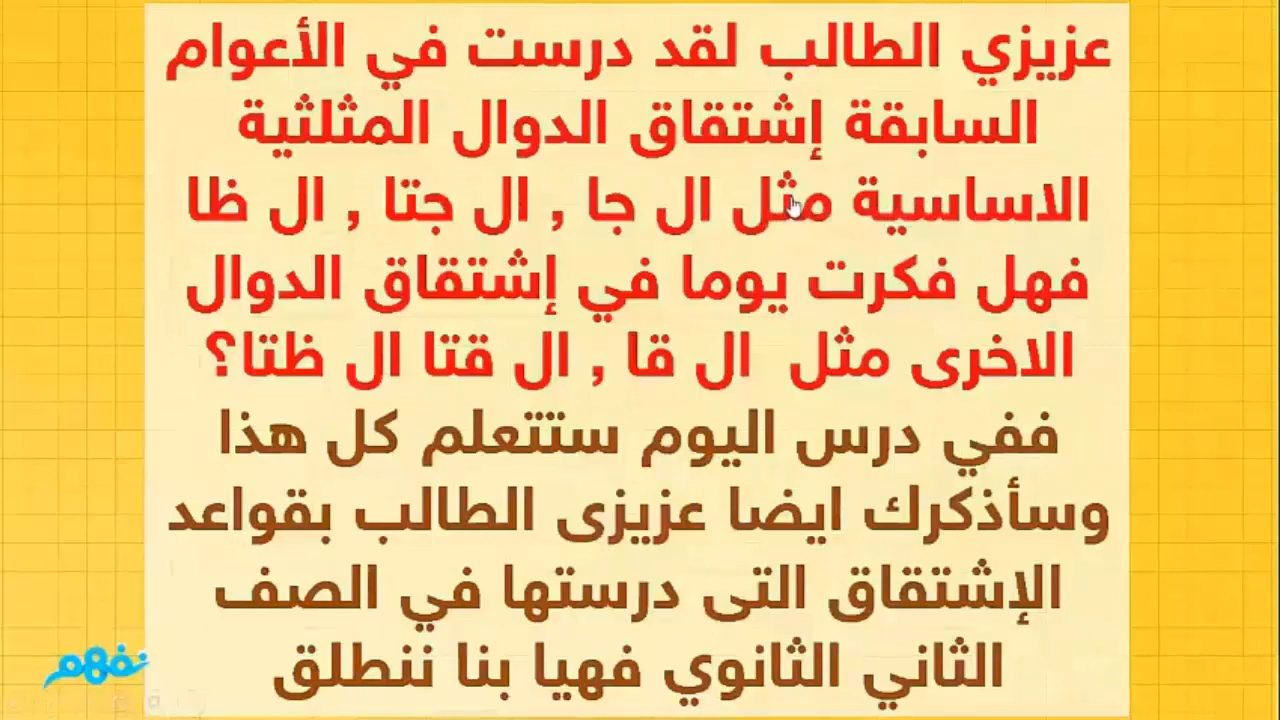 عزيزي الطالب لقد درست في الأعوام
السابقة إشتقاق الدوال المثلثية
الاساسية مثل ال جا , ال جتا , ال ظا
فهل فكرت يوما في إشتقاق الدوال
الاخرى مثل ال قا , ال قتا ال ظتا؟
ففي درس اليوم ستتعلم كل هذا
وسأذكرك ايضا عزيزى الطالب بقواعد
الإشتقاق التى درستها في الصف
الثاني الثانوي فهيا بنا ننطلق
نفهم